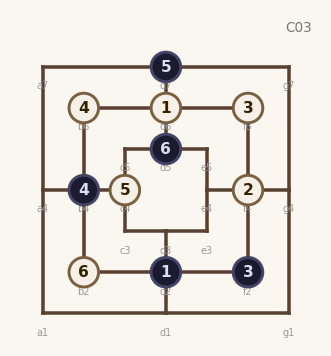 C03
5
a7 d7 g7
4 1 3
b6 d6 f6
6
c5 d5 e5
4 5 2
a4 b4 c4 e4 f4 g4
c3 d3 e3
6 1 3
b2 d2 f2
a1 d1 g1